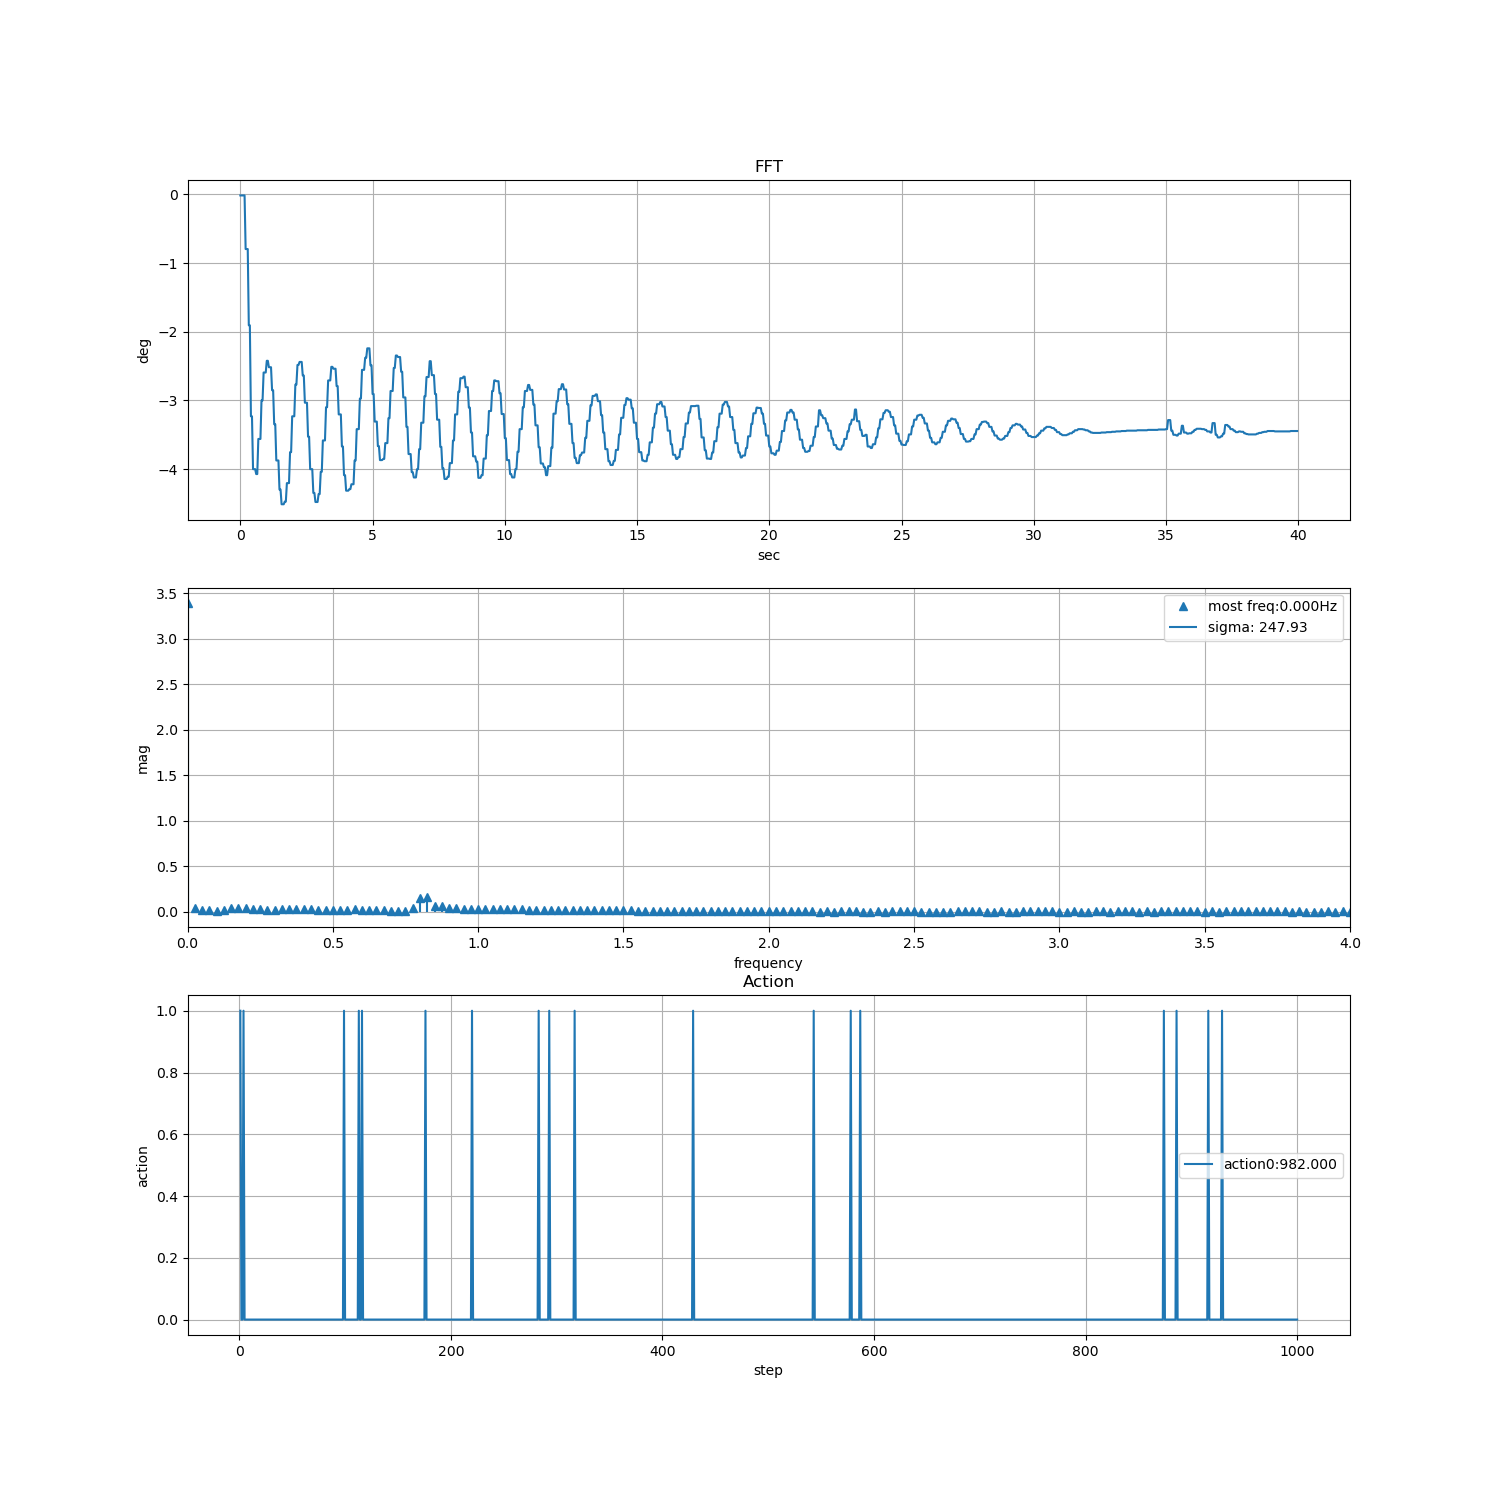 FFT
0
−1
−2
−3
−4
deg
0 5 10 15 20 25 30 35 40
sec
3.5
3.0
2.5
2.0
1.5
1.0
0.5
0.0
mag
most freq:0.000Hz
sigma: 247.93
0.0 0.5 1.0 1.5 2.0 2.5 3.0 3.5 4.0
frequency
Action
1.0
0.8
0.6
0.4
0.2
0.0
action
action0:982.000
0 200 400 600 800 1000
step